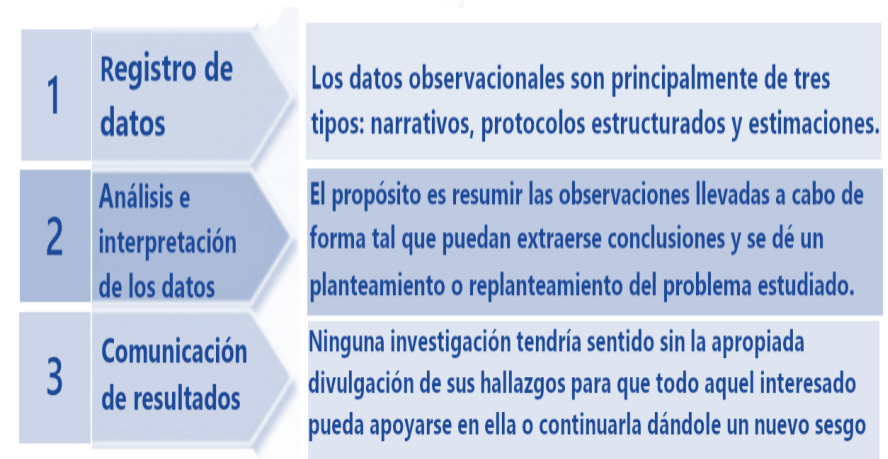 1
Registro de
datos
Los datos observacionales son principalmente de tres
tipos: narrativos, protocolos estructurados y estimaciones.
2
Análisis e
interpretación
de los datos
El propósito es resumir las observaciones llevadas a cabo de
forma tal que puedan extraerse conclusiones y se dé un
planteamiento o replanteamiento del problema estudiado.
3
Comunicación
de resultados
Ninguna investigación tendría sentido sin la apropiada
divulgación de sus hallazgos para que todo aquel interesado
pueda apoyarse en ella o continuarla dándole un nuevo sesgo